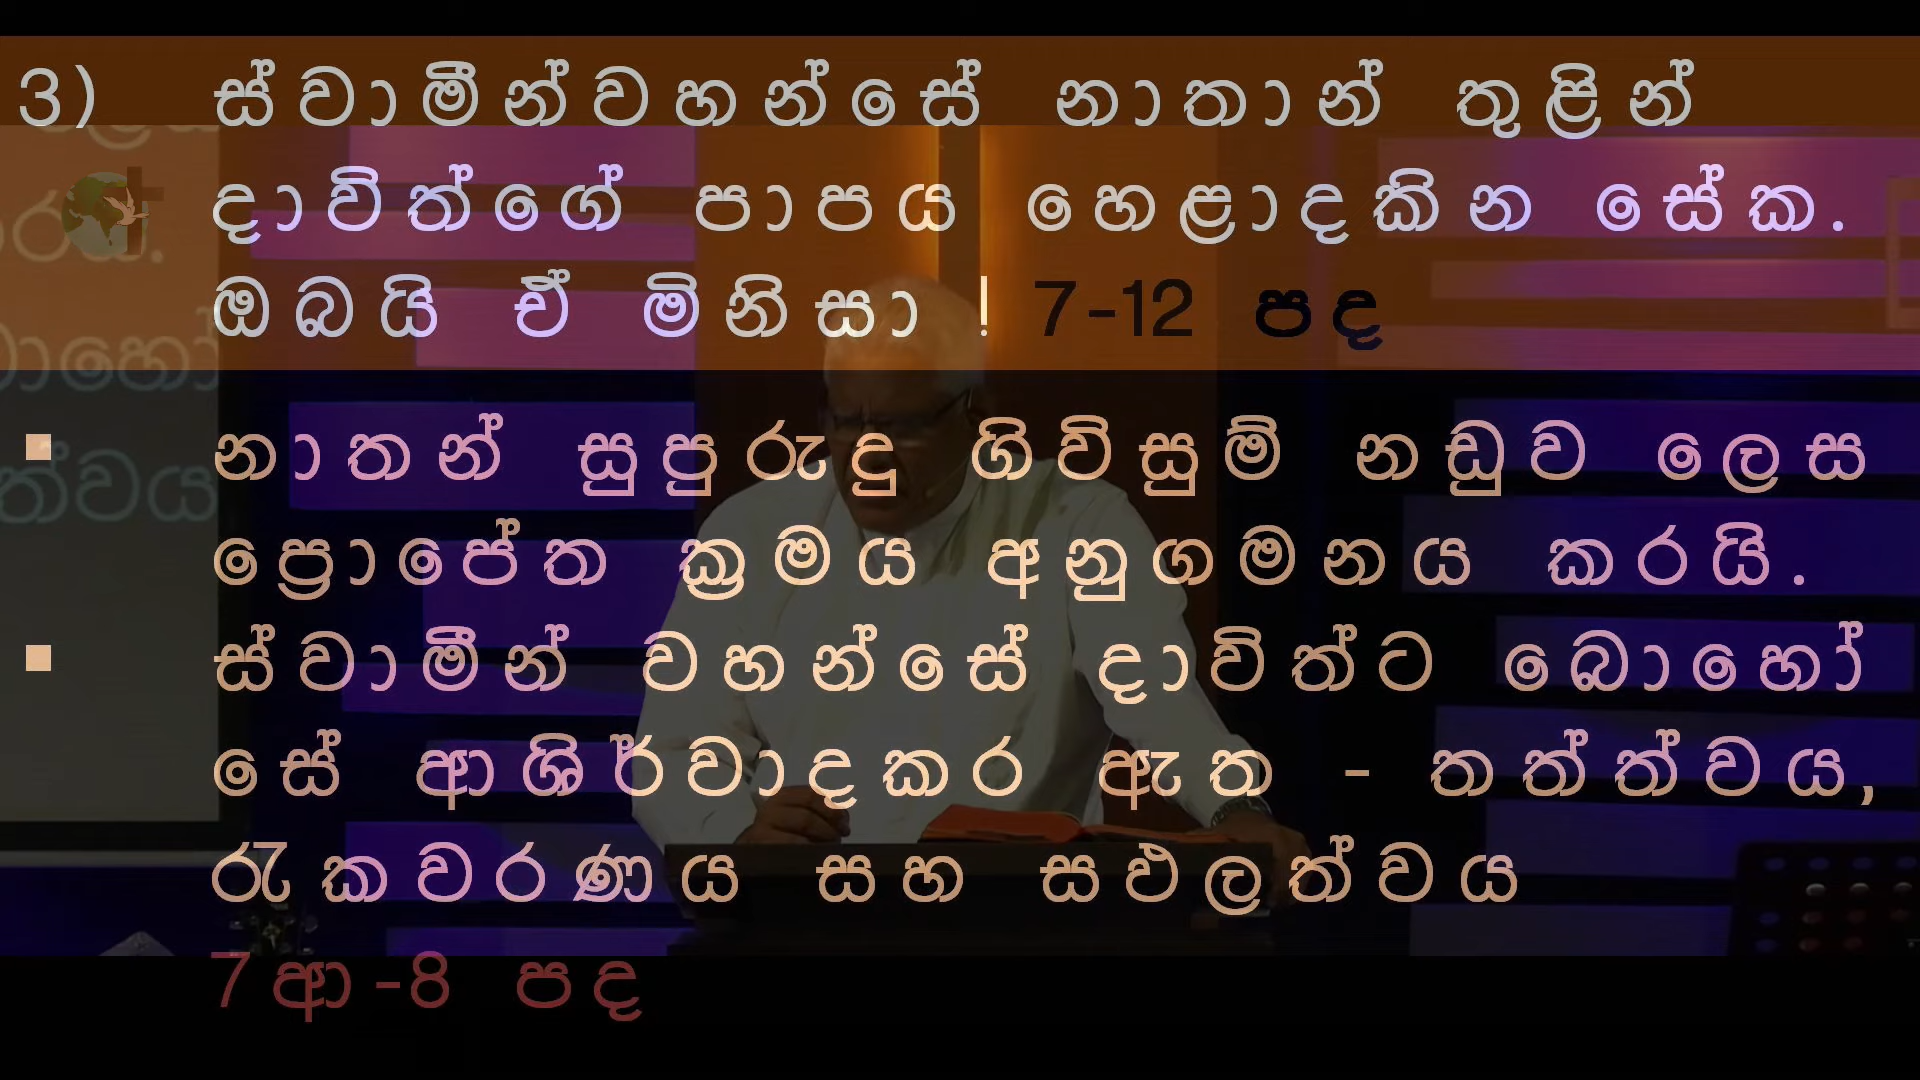 3) ස්වාමීන්වහන්සේ නාතාන් තුළින්
දාවිත්ගේ පාපය හෙළාදකින සේක.
ඔබයි ඒ මිනිසා! 7-12 පද
▪ නාතන් සුපුරුදු ගිවිසුම් නඩුව ලෙස
ප්‍රොපේත ක්‍රමය අනුගමනය කරයි.
▪ ස්වාමීන් වහන්සේ දාවිත්ට බොහෝ
සේ ආශිර්වාදකර ඇත - තත්ත්වය,
රැකවරණය සහ සඵලත්වය
7ආ-8 පද